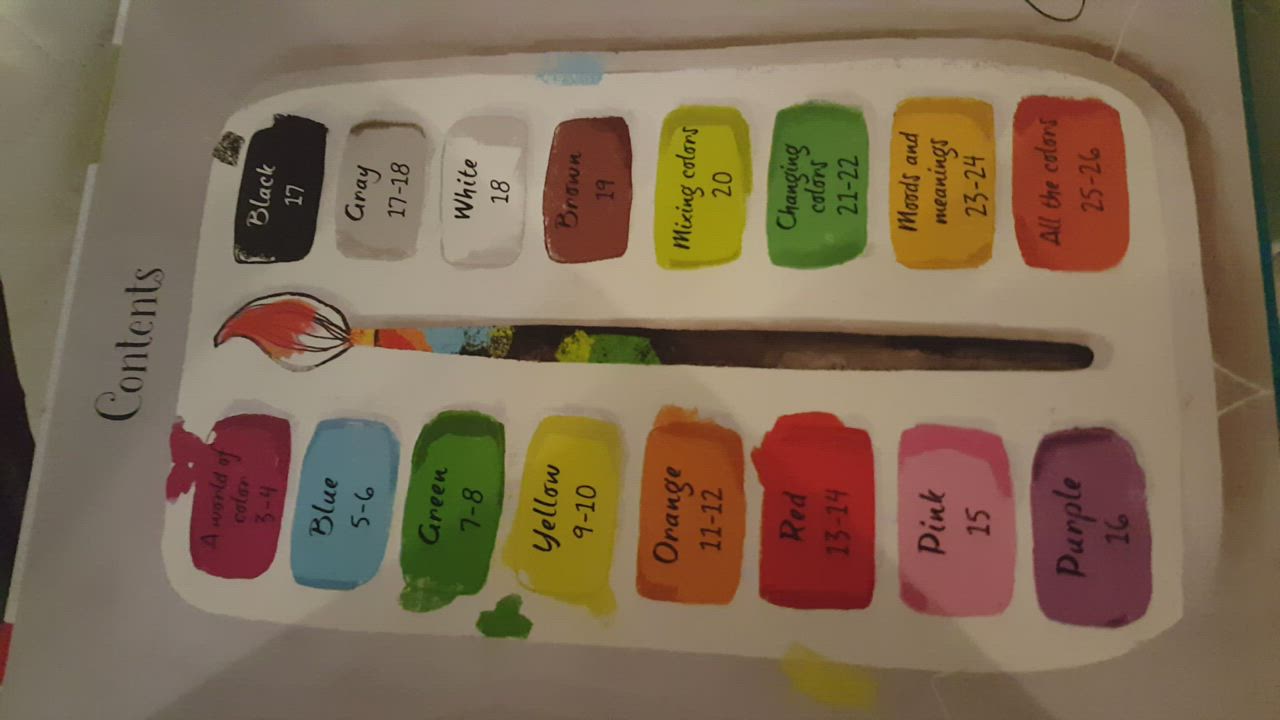 Contents
A world of
color
3-4
Blue
5-6
Green
7-8
Yellow
9-10
Orange
11-12
Red
13-14
Pink
15
Purple
16
Black
17
Gray
17-18
White
18
Brown
19
Mixing colors
20
Changing
colors
21-22
Moods and
meanings
23-24
All the colors
25-26